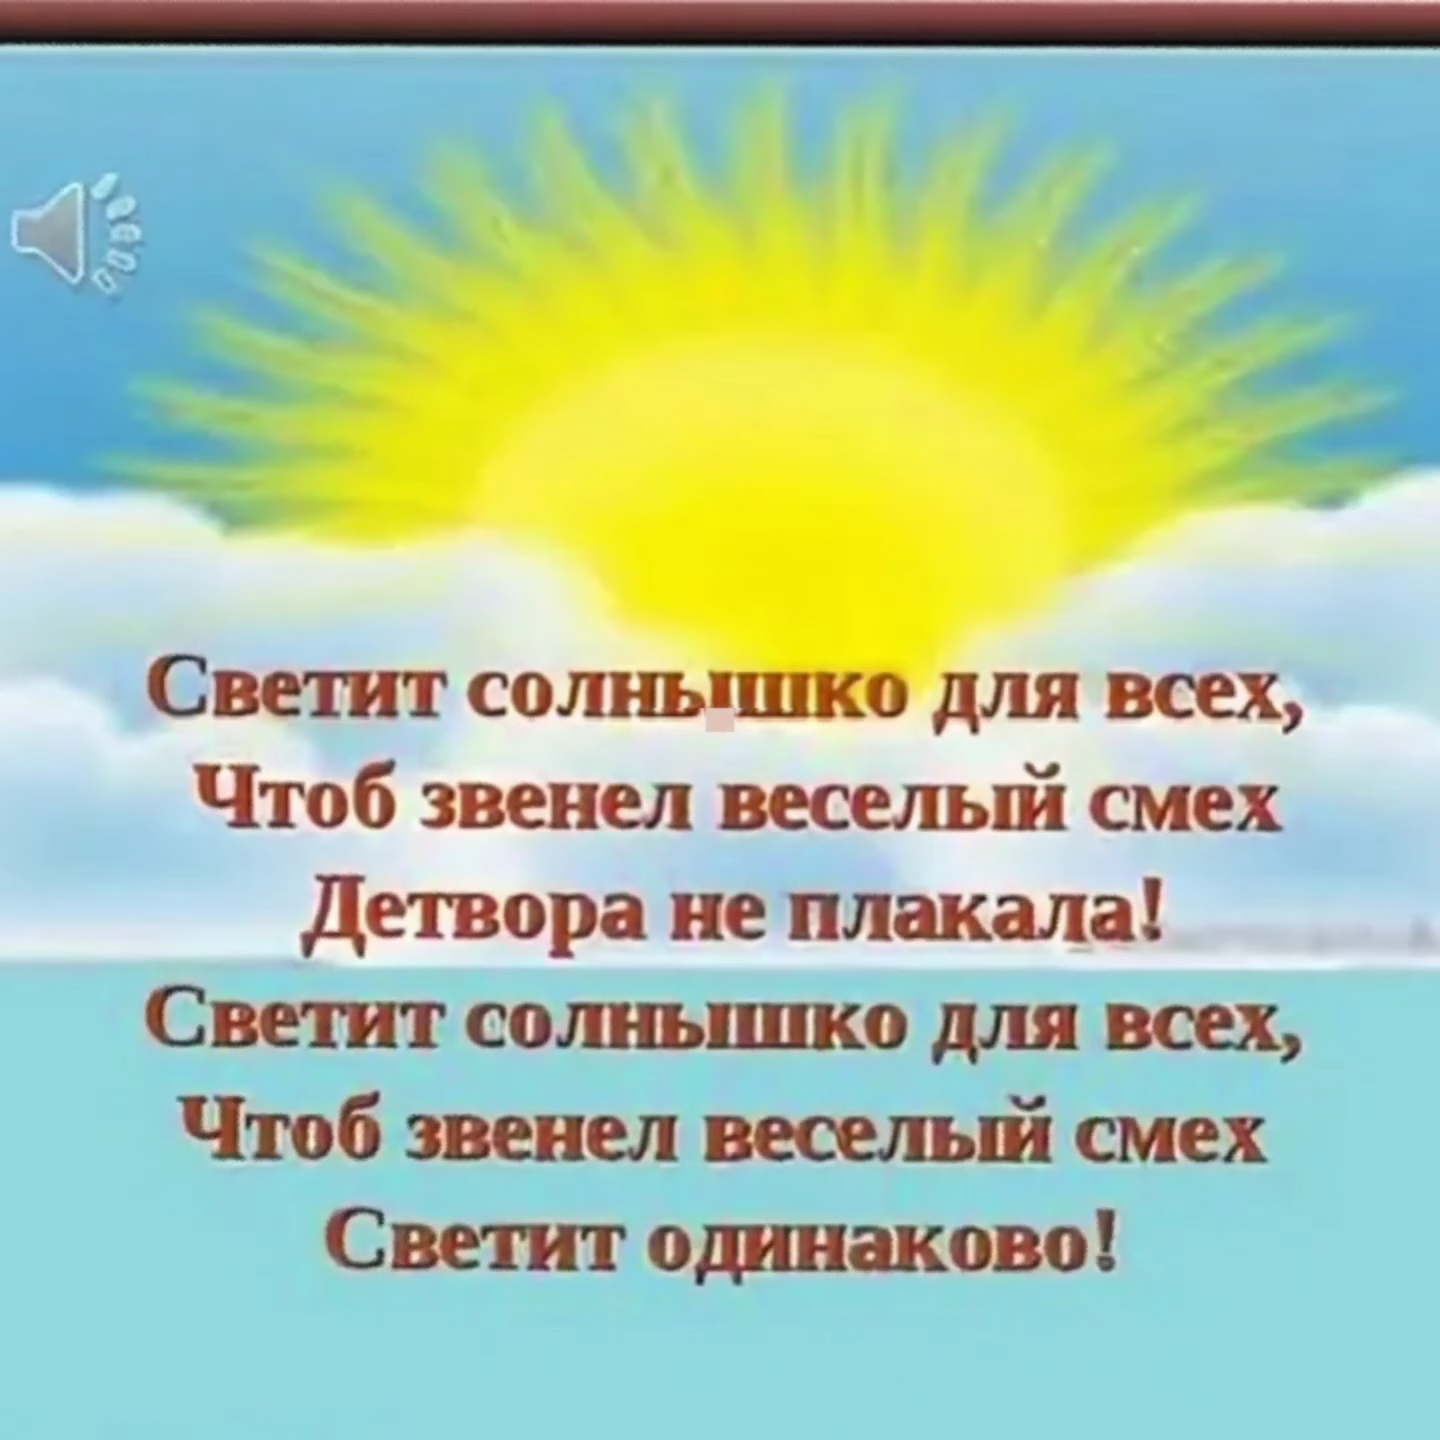 Светит солнышко для всех,
Чтоб звенел веселый смех
Детвора не плакала!
Светит солнышко для всех,
Чтоб звенел веселый смех
Светит одинаково!